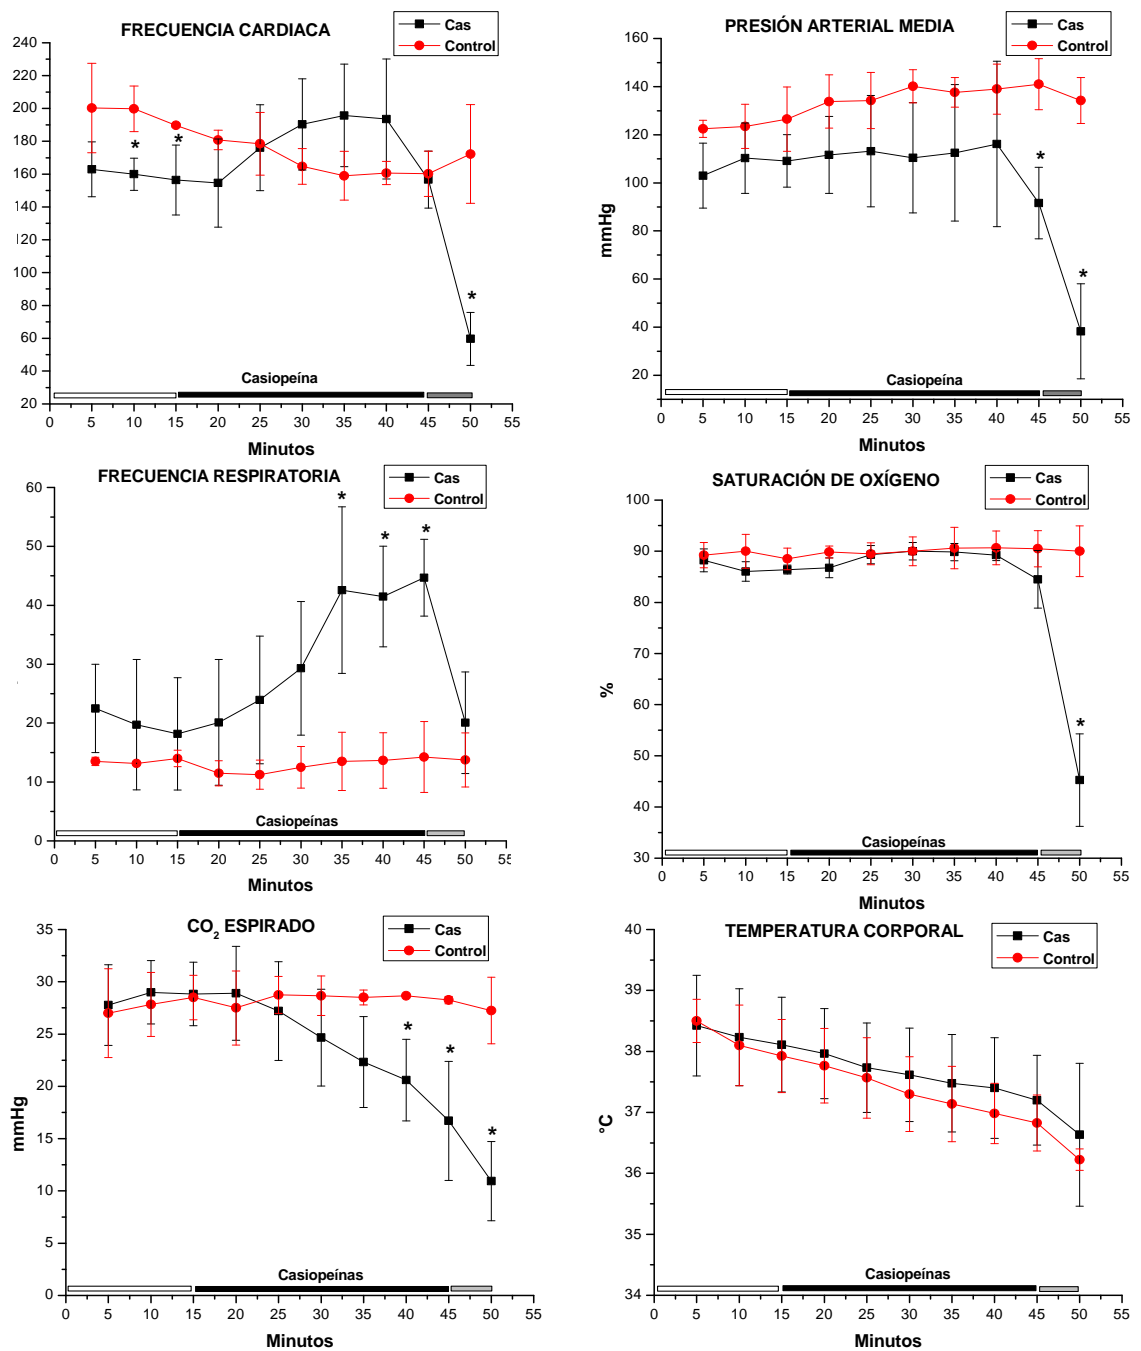 FRECUENCIA CARDIACA
Cas
Control
240
220
200
180
160
140
120
100
80
60
40
20
*
*
*
Casiopeína
0 5 10 15 20 25 30 35 40 45 50 55
Minutos
PRESIÓN ARTERIAL MEDIA
Cas
Control
160
140
120
100
80
60
40
20
mmHg
*
*
Casiopeína
0 5 10 15 20 25 30 35 40 45 50 55
Minutos
FRECUENCIA RESPIRATORIA
Cas
Control
60
50
40
30
20
10
0
*
*
*
Casiopeínas
0 5 10 15 20 25 30 35 40 45 50 55
Minutos
SATURACIÓN DE OXÍGENO
Cas
Control
100
90
80
70
60
50
40
30
%
*
Casiopeínas
0 5 10 15 20 25 30 35 40 45 50 55
Minutos
CO₂ ESPIRADO
Cas
Control
35
30
25
20
15
10
5
0
mmHg
*
*
*
Casiopeínas
0 5 10 15 20 25 30 35 40 45 50 55
Minutos
TEMPERATURA CORPORAL
Cas
Control
40
39
38
37
36
35
34
°C
Casiopeínas
0 5 10 15 20 25 30 35 40 45 50 55
Minutos